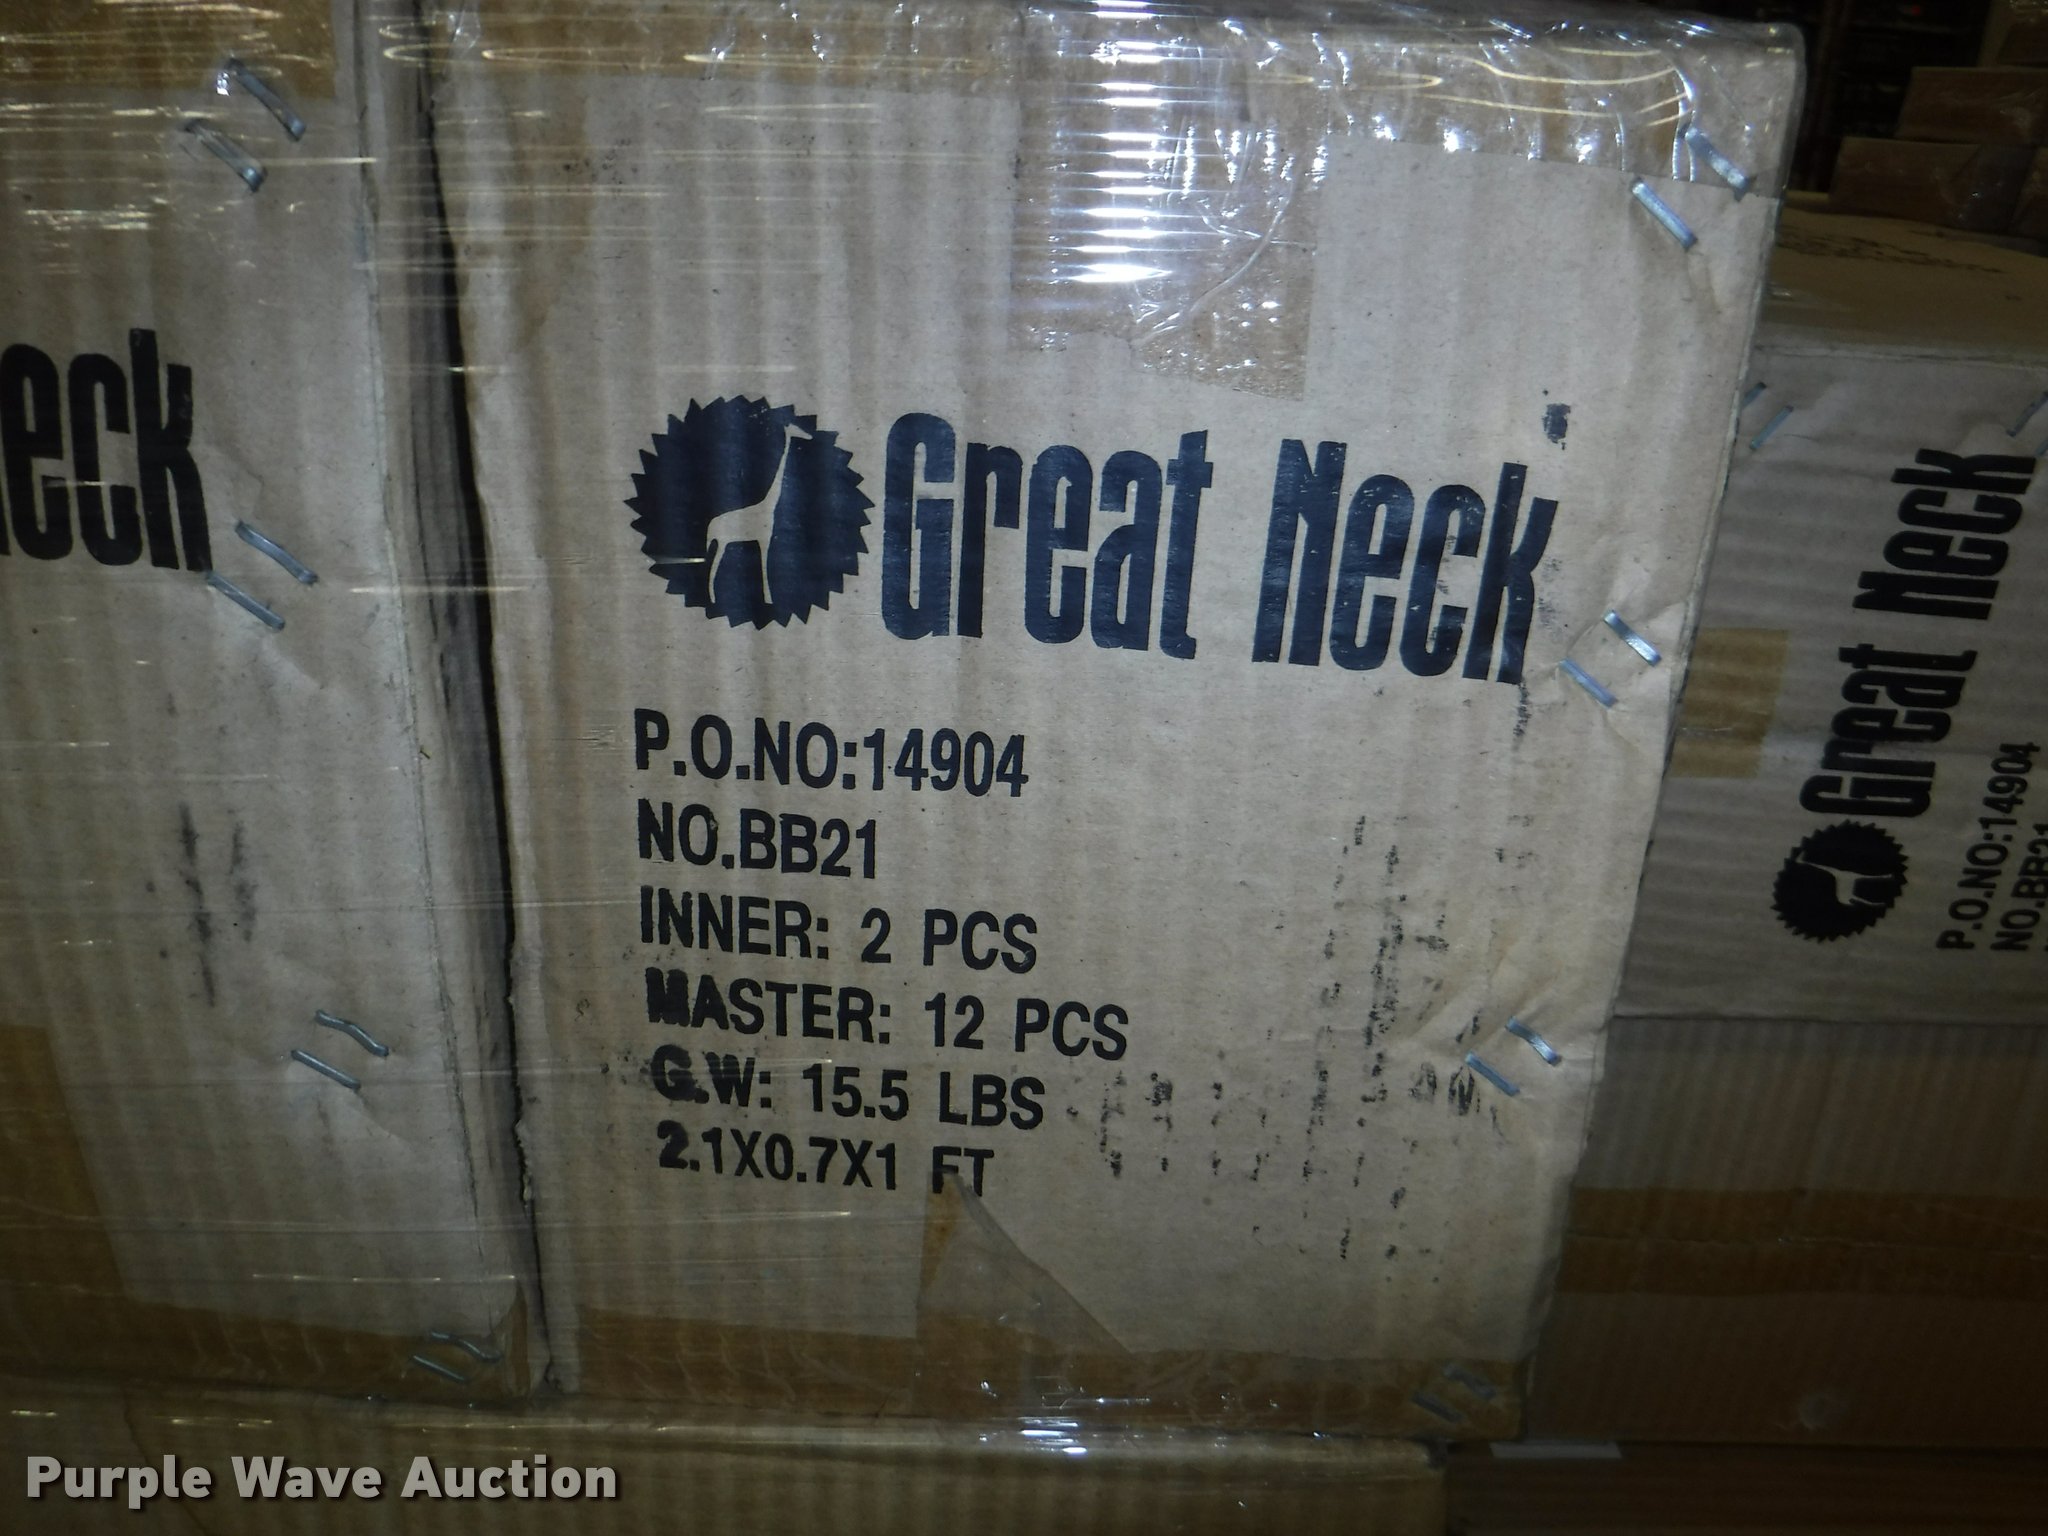 eck
Great Neck
P.O.NO:14904
NO.BB21
INNER: 2 PCS
MASTER: 12 PCS
G.W: 15.5 LBS
2.1X0.7X1 FT
Great Neck
P.O.NO:14904
NO.BB21
Purple Wave Auction